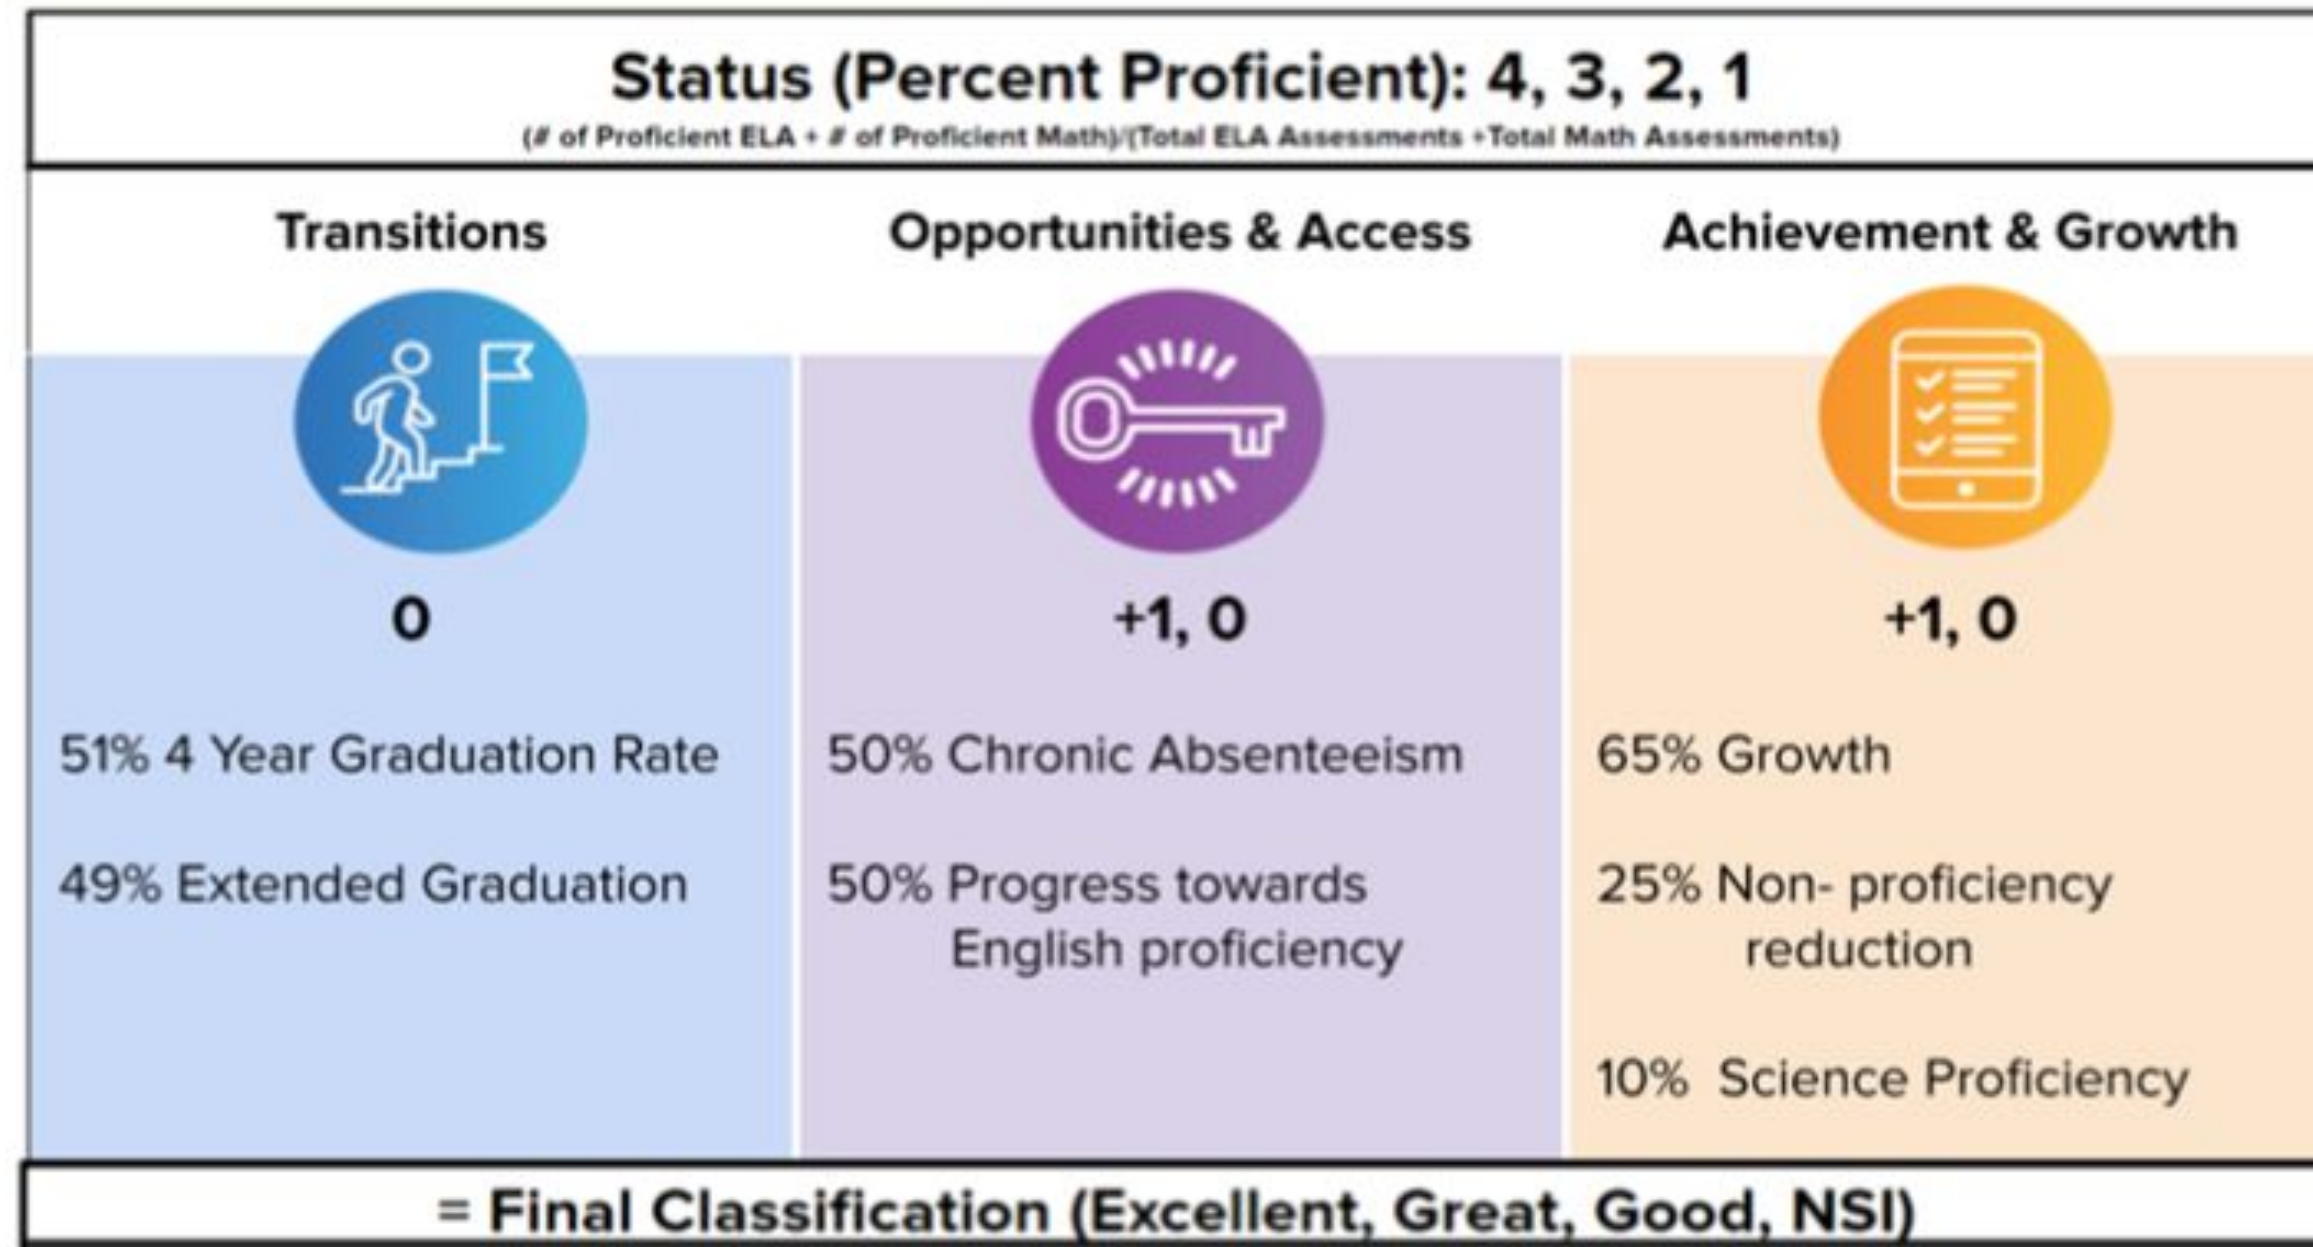 Status (Percent Proficient): 4, 3, 2, 1
(# of Proficient ELA + # of Proficient Math)/(Total ELA Assessments +Total Math Assessments)
Transitions
0
51% 4 Year Graduation Rate
49% Extended Graduation
Opportunities & Access
+1, 0
50% Chronic Absenteeism
50% Progress towards
English proficiency
Achievement & Growth
+1, 0
65% Growth
25% Non- proficiency
reduction
10% Science Proficiency
= Final Classification (Excellent, Great, Good, NSI)